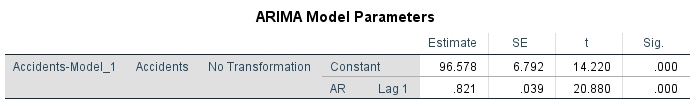 ARIMA Model Parameters
Estimate SE t Sig.
Accidents-Model_1 Accidents No Transformation Constant 96.578 6.792 14.220 .000
AR Lag 1 .821 .039 20.880 .000